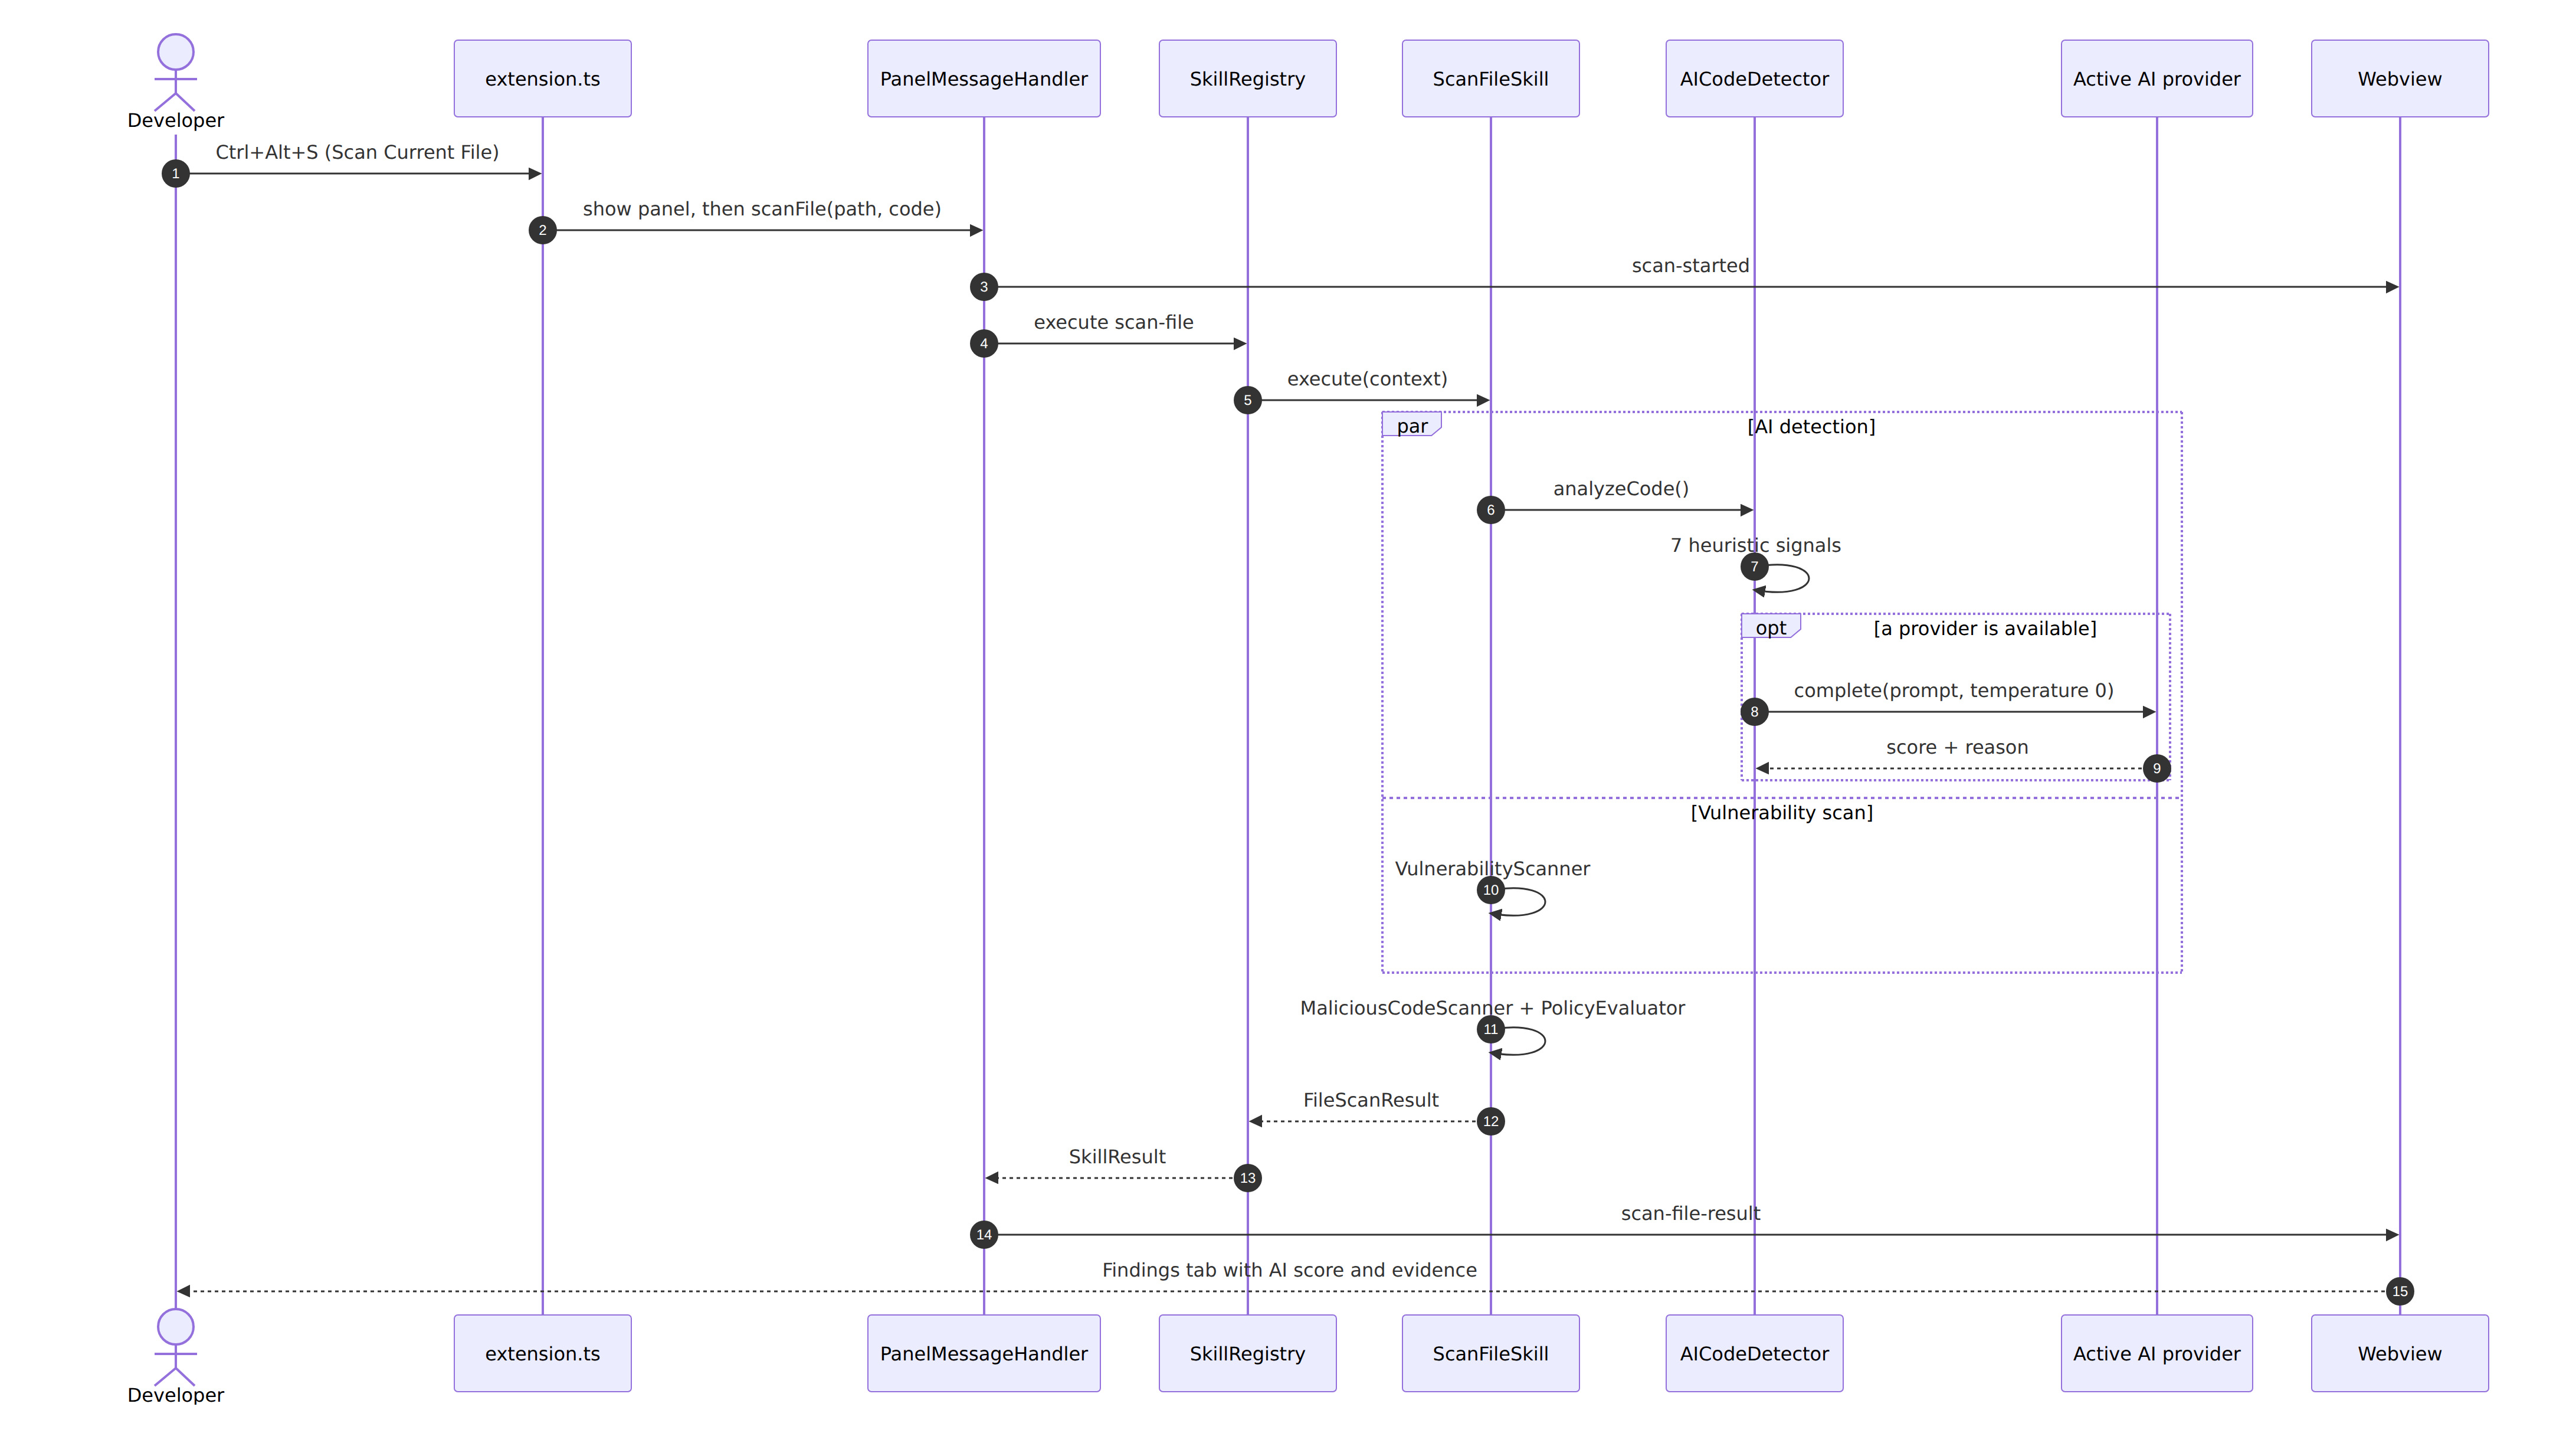 Developer
extension.ts
PanelMessageHandler
SkillRegistry
ScanFileSkill
AICodeDetector
Active AI provider
Webview
Ctrl+Alt+S (Scan Current File)
1
show panel, then scanFile(path, code)
2
scan-started
3
execute scan-file
4
execute(context)
5
par
[AI detection]
analyzeCode()
6
7 heuristic signals
7
opt
[a provider is available]
complete(prompt, temperature 0)
8
score + reason
9
[Vulnerability scan]
VulnerabilityScanner
10
MaliciousCodeScanner + PolicyEvaluator
11
FileScanResult
12
SkillResult
13
scan-file-result
14
Findings tab with AI score and evidence
15
Developer
extension.ts
PanelMessageHandler
SkillRegistry
ScanFileSkill
AICodeDetector
Active AI provider
Webview